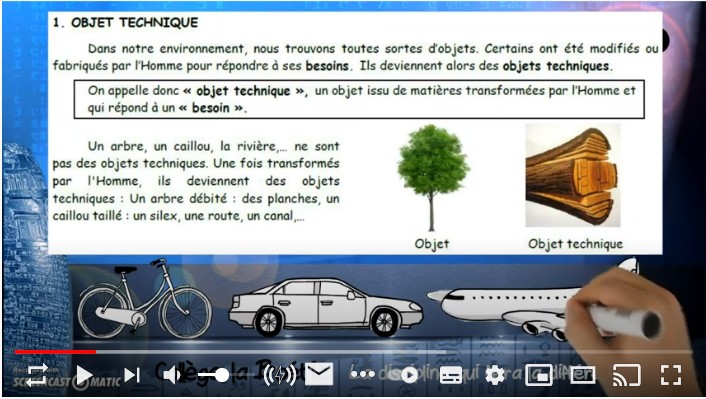 1. OBJET TECHNIQUE
Dans notre environnement, nous trouvons toutes sortes d'objets. Certains ont été modifiés ou
fabriqués par l'Homme pour répondre à ses besoins. Ils deviennent alors des objets techniques.
On appelle donc « objet technique », un objet issu de matières transformées par l'Homme et
qui répond à un « besoin ».
Un arbre, un caillou, la rivière,... ne sont
pas des objets techniques. Une fois transformés
par l'Homme, ils deviennent des objets
techniques : Un arbre débité : des planches, un
caillou taillé : un silex, une route, un canal,...
Objet
Objet technique
SCREENCAST-O-MATIC
Collège la